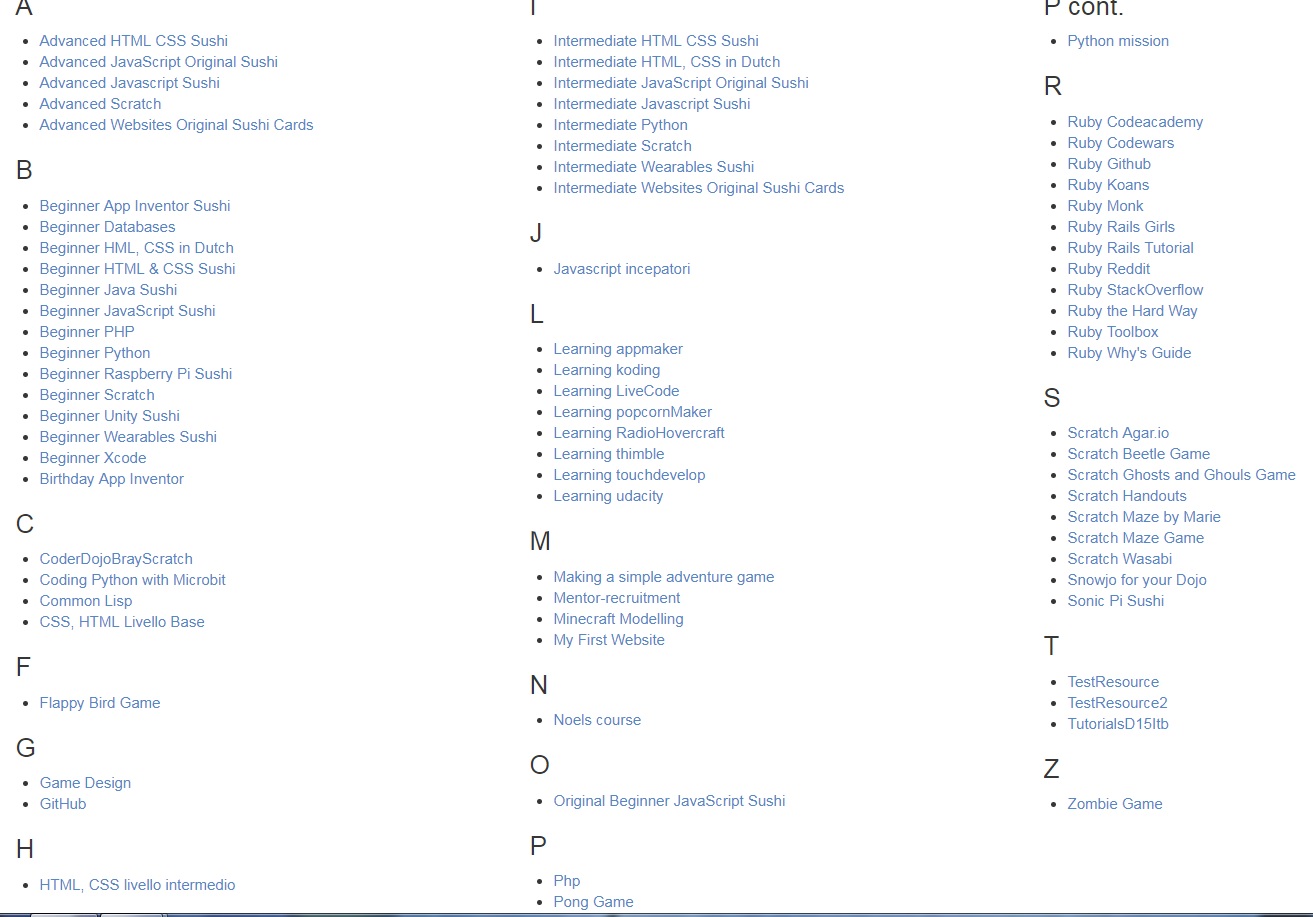 A
Advanced HTML CSS Sushi
Advanced JavaScript Original Sushi
Advanced Javascript Sushi
Advanced Scratch
Advanced Websites Original Sushi Cards
B
Beginner App Inventor Sushi
Beginner Databases
Beginner HML, CSS in Dutch
Beginner HTML & CSS Sushi
Beginner Java Sushi
Beginner JavaScript Sushi
Beginner PHP
Beginner Python
Beginner Raspberry Pi Sushi
Beginner Scratch
Beginner Unity Sushi
Beginner Wearables Sushi
Beginner Xcode
Birthday App Inventor
C
CoderDojoBrayScratch
Coding Python with Microbit
Common Lisp
CSS, HTML Livello Base
F
Flappy Bird Game
G
Game Design
GitHub
H
HTML, CSS livello intermedio
I
Intermediate HTML CSS Sushi
Intermediate HTML, CSS in Dutch
Intermediate JavaScript Original Sushi
Intermediate Javascript Sushi
Intermediate Python
Intermediate Scratch
Intermediate Wearables Sushi
Intermediate Websites Original Sushi Cards
J
Javascript incepatori
L
Learning appmaker
Learning koding
Learning LiveCode
Learning popcornMaker
Learning RadioHovercraft
Learning thimble
Learning touchdevelop
Learning udacity
M
Making a simple adventure game
Mentor-recruitment
Minecraft Modelling
My First Website
N
Noels course
O
Original Beginner JavaScript Sushi
P
Php
Pong Game
P cont.
Python mission
R
Ruby Codeacademy
Ruby Codewars
Ruby Github
Ruby Koans
Ruby Monk
Ruby Rails Girls
Ruby Rails Tutorial
Ruby Reddit
Ruby StackOverflow
Ruby the Hard Way
Ruby Toolbox
Ruby Why's Guide
S
Scratch Agar.io
Scratch Beetle Game
Scratch Ghosts and Ghouls Game
Scratch Handouts
Scratch Maze by Marie
Scratch Maze Game
Scratch Wasabi
Snowjo for your Dojo
Sonic Pi Sushi
T
TestResource
TestResource2
TutorialsD15Itb
Z
Zombie Game